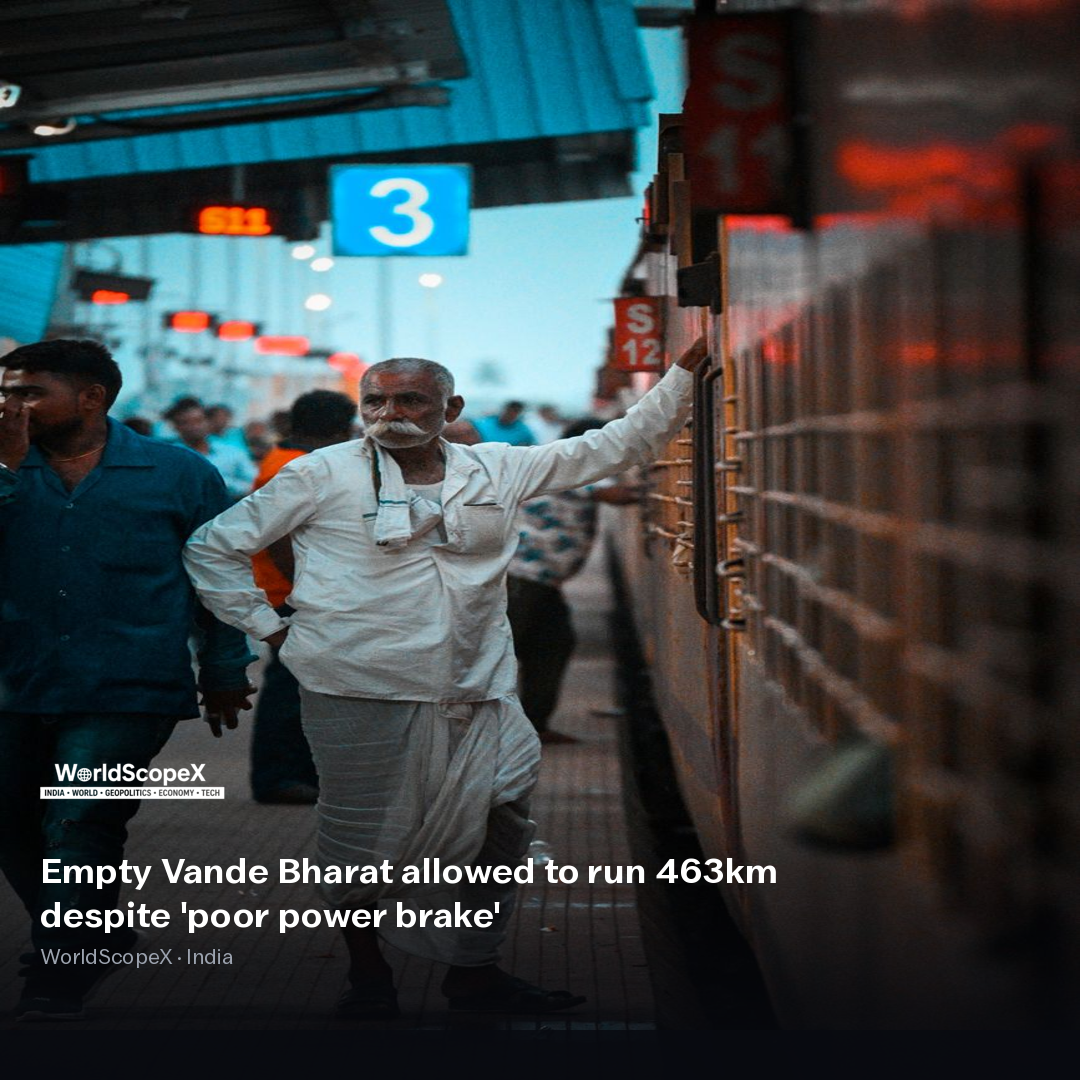 3
S11
S
11
S
12
WorldScopeX
INDIA • WORLD • GEOPOLITICS • ECONOMY • TECH
Empty Vande Bharat allowed to run 463km
despite 'poor power brake'
WorldScopeX · India